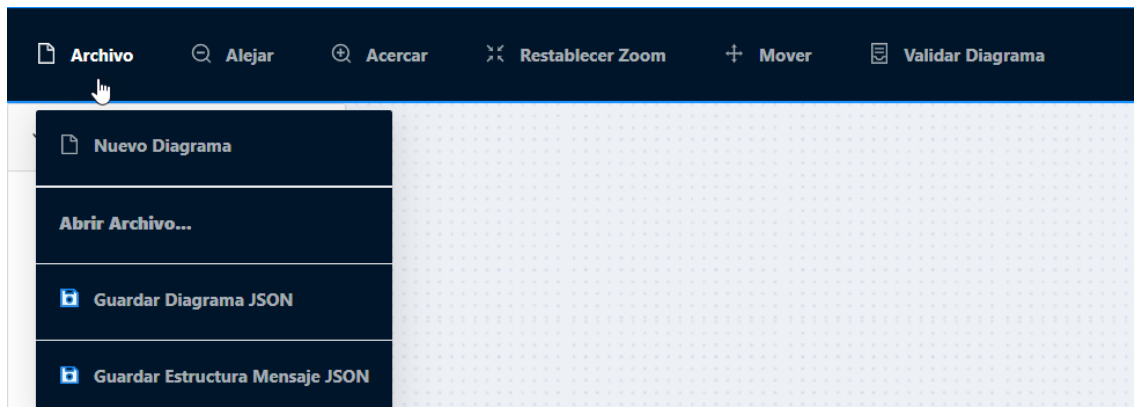 Archivo Alejar Acercar Restablecer Zoom Mover Validar Diagrama
Nuevo Diagrama
Abrir Archivo...
Guardar Diagrama JSON
Guardar Estructura Mensaje JSON